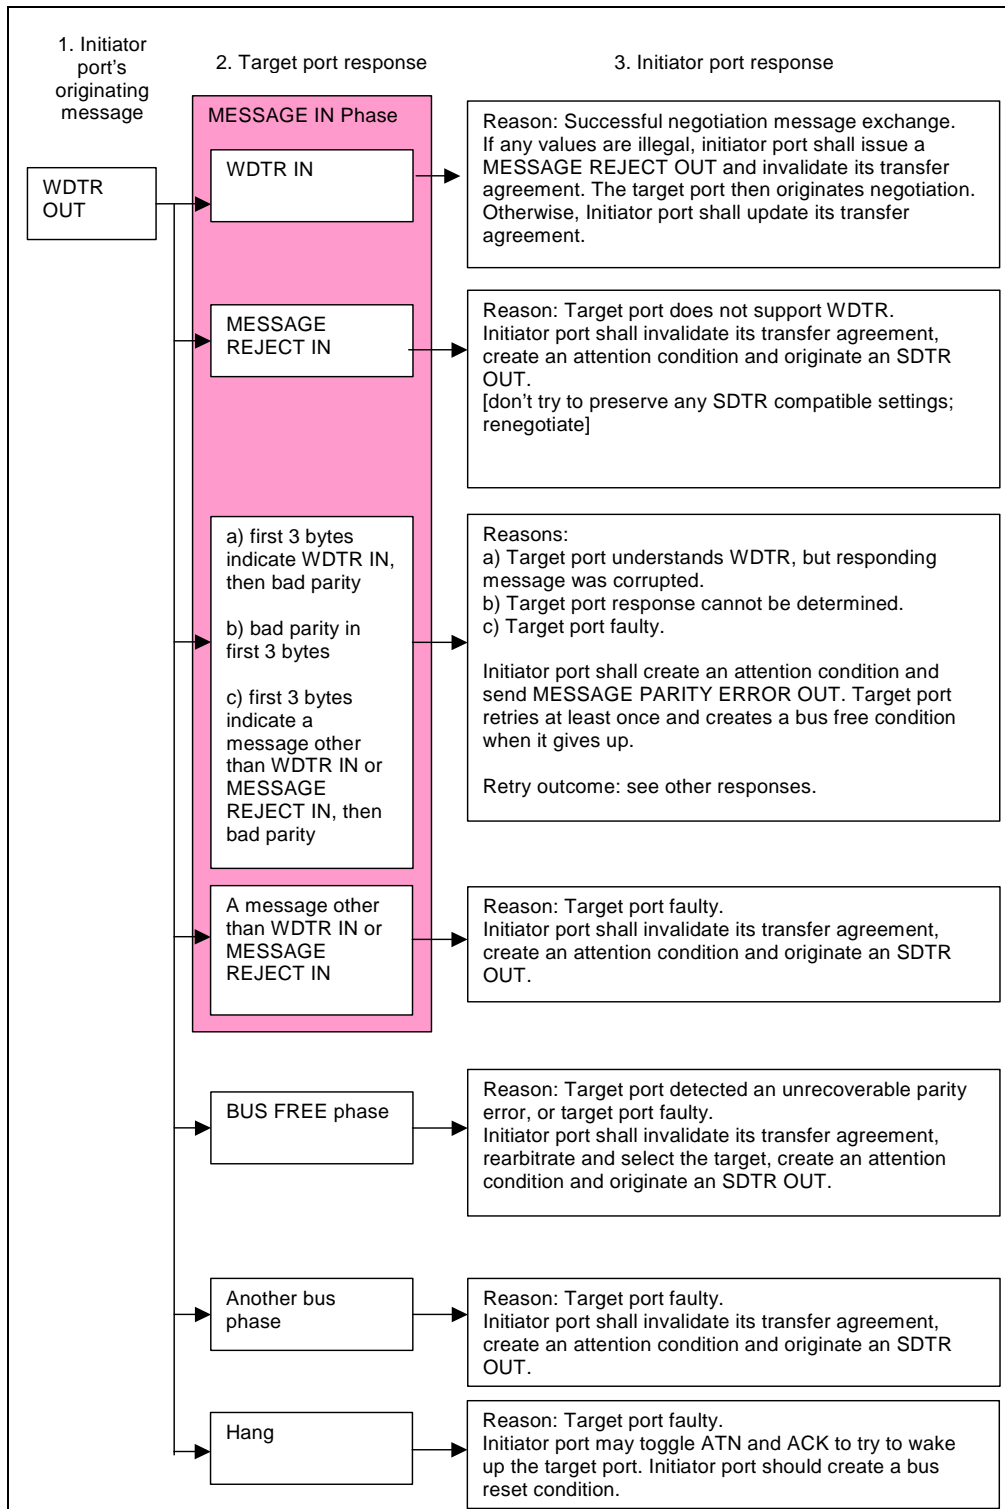 1. Initiator
port's
originating
message
2. Target port response
3. Initiator port response
MESSAGE IN Phase
WDTR
OUT
WDTR IN
Reason: Successful negotiation message exchange.
If any values are illegal, initiator port shall issue a
MESSAGE REJECT OUT and invalidate its transfer
agreement. The target port then originates negotiation.
Otherwise, Initiator port shall update its transfer
agreement.
MESSAGE
REJECT IN
Reason: Target port does not support WDTR.
Initiator port shall invalidate its transfer agreement,
create an attention condition and originate an SDTR
OUT.
[don't try to preserve any SDTR compatible settings;
renegotiate]
a) first 3 bytes
indicate WDTR IN,
then bad parity
b) bad parity in
first 3 bytes
c) first 3 bytes
indicate a
message other
than WDTR IN or
MESSAGE
REJECT IN, then
bad parity
Reasons:
a) Target port understands WDTR, but responding
message was corrupted.
b) Target port response cannot be determined.
c) Target port faulty.
Initiator port shall create an attention condition and
send MESSAGE PARITY ERROR OUT. Target port
retries at least once and creates a bus free condition
when it gives up.
Retry outcome: see other responses.
A message other
than WDTR IN or
MESSAGE
REJECT IN
Reason: Target port faulty.
Initiator port shall invalidate its transfer agreement,
create an attention condition and originate an SDTR
OUT.
BUS FREE phase
Reason: Target port detected an unrecoverable parity
error, or target port faulty.
Initiator port shall invalidate its transfer agreement,
rearbitrate and select the target, create an attention
condition and originate an SDTR OUT.
Another bus
phase
Reason: Target port faulty.
Initiator port shall invalidate its transfer agreement,
create an attention condition and originate an SDTR
OUT.
Hang
Reason: Target port faulty.
Initiator port may toggle ATN and ACK to try to wake
up the target port. Initiator port should create a bus
reset condition.